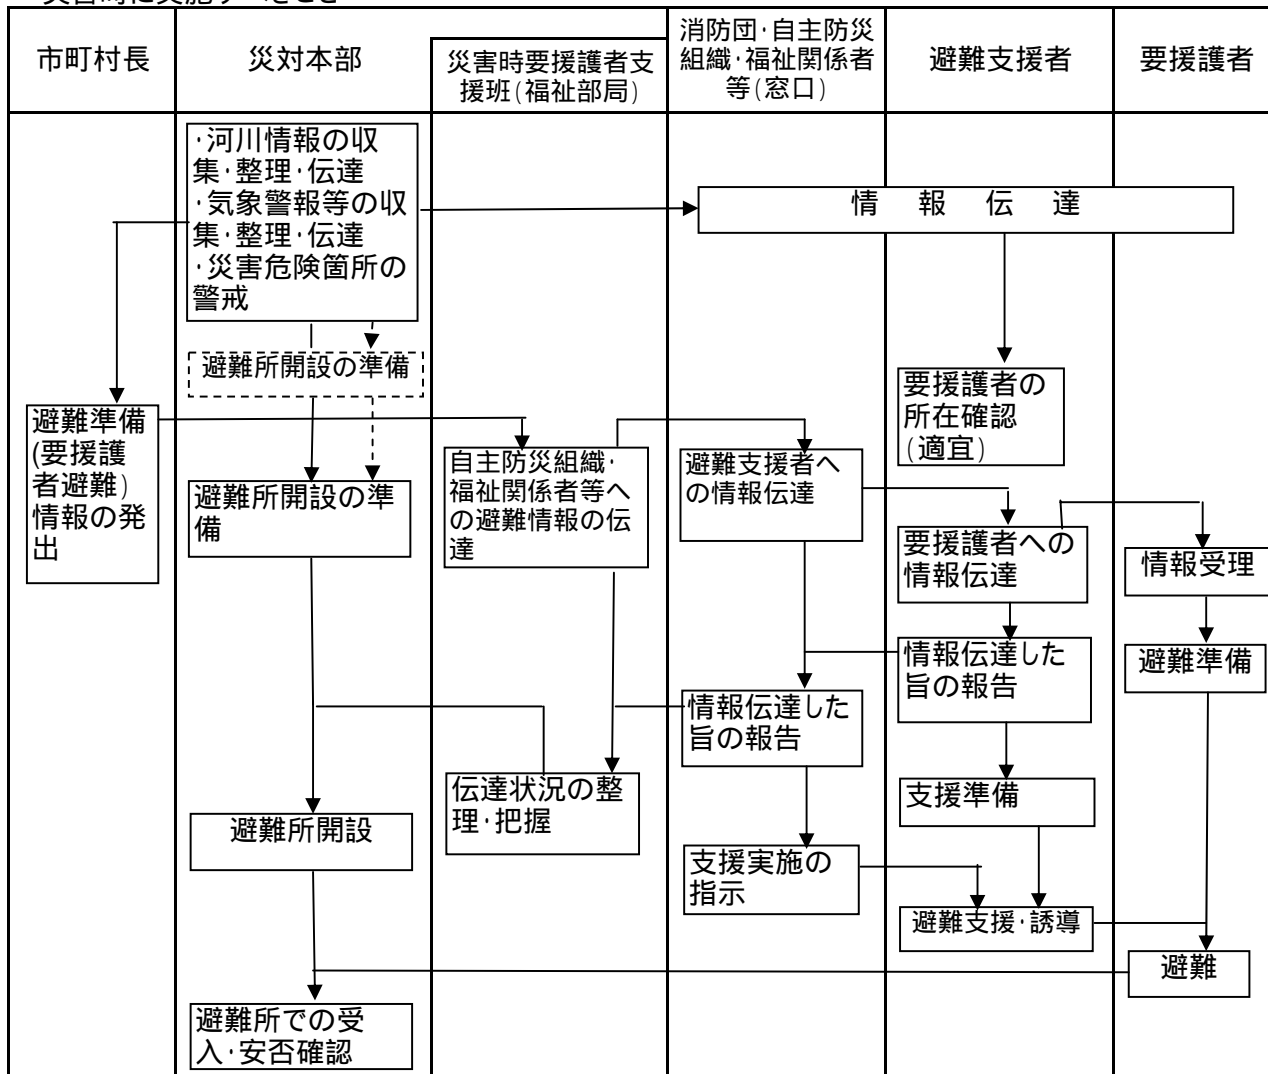 災害時に実施すべきこと
市町村長
災対本部
災害時要援護者支
援班(福祉部局)
消防団·自主防災
組織·福祉関係者
等(窓口)
避難支援者
要援護者
·河川情報の収
集·整理·伝達
·気象警報等の収
集·整理·伝達
·災害危険箇所の
警戒
情 報 伝 達
避難所開設の準備
要援護者の
所在確認
(適宜)
避難準備
(要援護
者避難)
情報の発
出
避難所開設の準
備
自主防災組織·
福祉関係者等へ
の避難情報の伝
達
避難支援者へ
の情報伝達
要援護者への
情報伝達
情報受理
情報伝達した
旨の報告
避難準備
情報伝達した
旨の報告
伝達状況の整
理·把握
支援準備
避難所開設
支援実施の
指示
避難支援·誘導
避難
避難所での受
入·安否確認